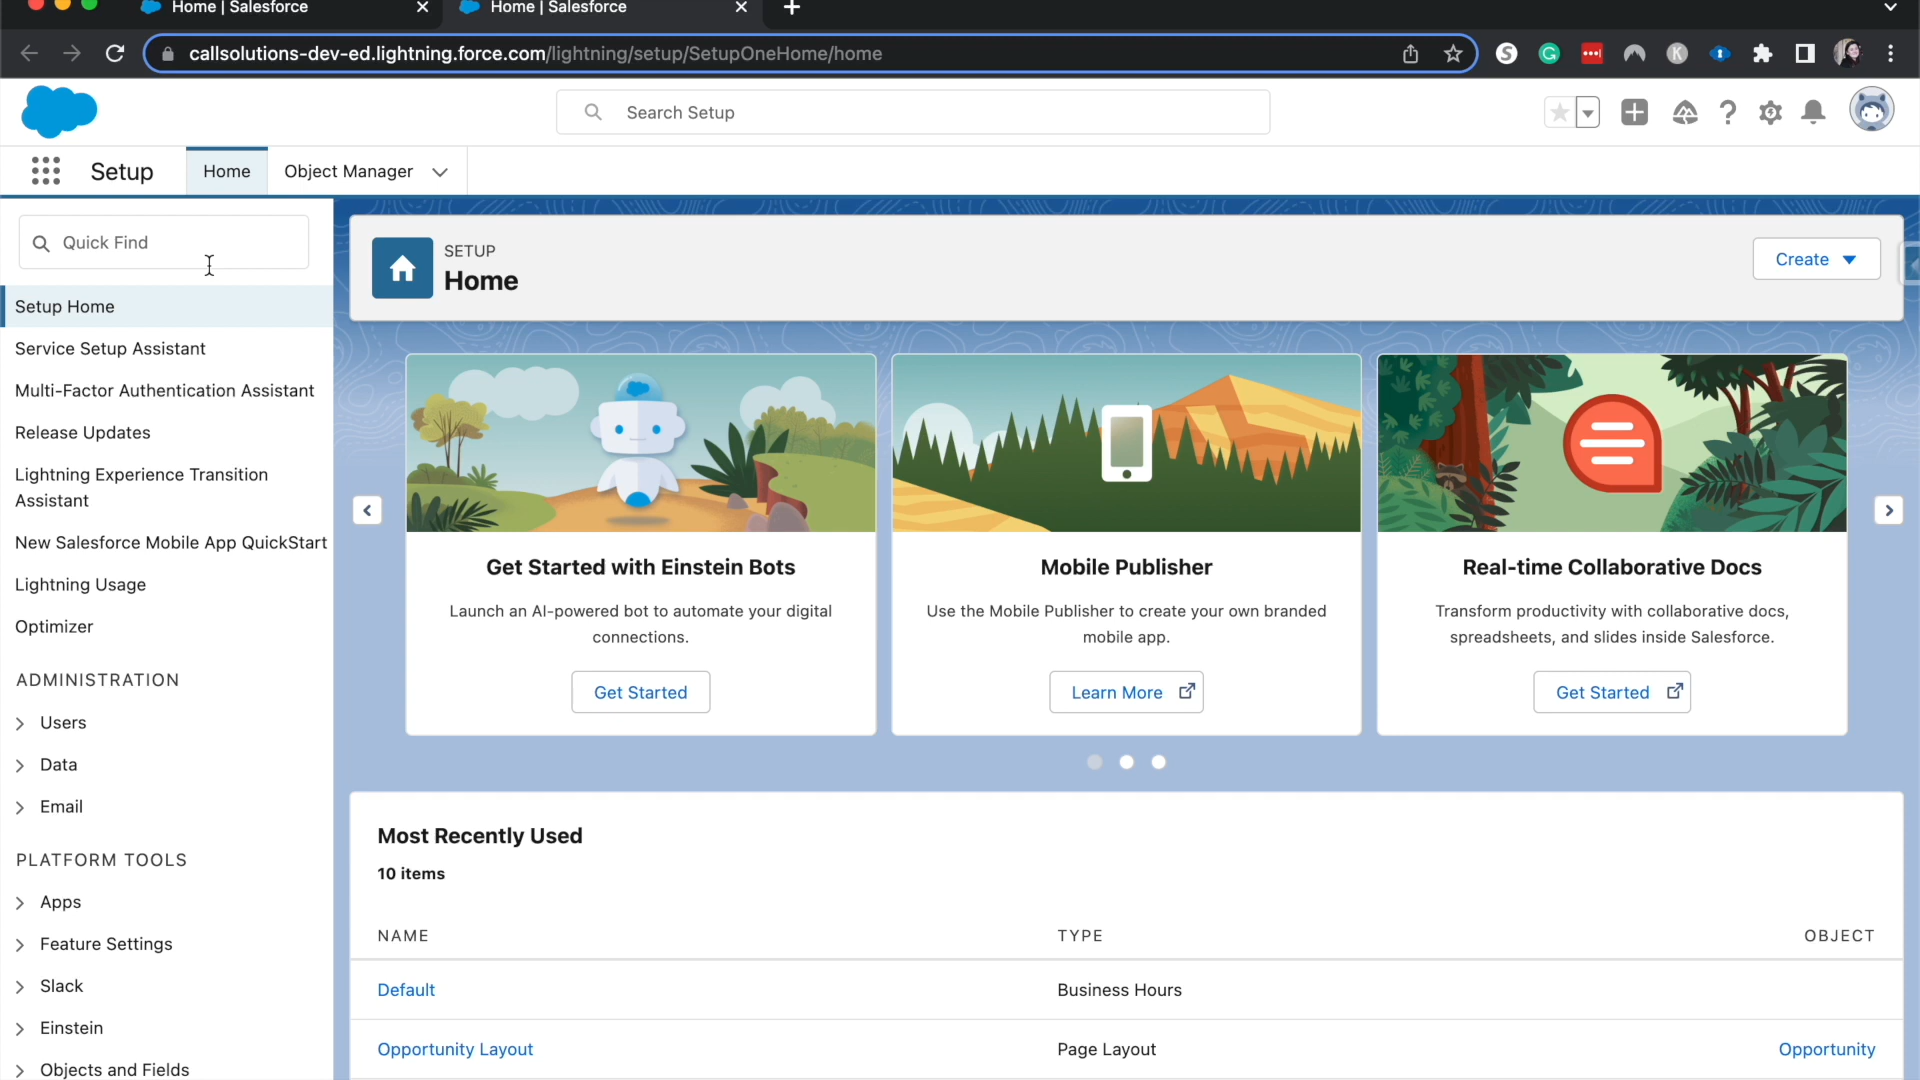 Home | Salesforce
Home | Salesforce
callsolutions-dev-ed.lightning.force.com/lightning/setup/SetupOneHome/home
Search Setup
Setup
Home
Object Manager
Quick Find
Setup Home
Service Setup Assistant
Multi-Factor Authentication Assistant
Release Updates
Lightning Experience Transition
Assistant
New Salesforce Mobile App QuickStart
Lightning Usage
Optimizer
ADMINISTRATION
Users
Data
Email
PLATFORM TOOLS
Apps
Feature Settings
Slack
Einstein
Objects and Fields
SETUP
Home
Create
Get Started with Einstein Bots
Launch an AI-powered bot to automate your digital
connections.
Get Started
Mobile Publisher
Use the Mobile Publisher to create your own branded
mobile app.
Learn More
Real-time Collaborative Docs
Transform productivity with collaborative docs,
spreadsheets, and slides inside Salesforce.
Get Started
Most Recently Used
10 items
NAME TYPE OBJECT
Default Business Hours
Opportunity Layout Page Layout Opportunity